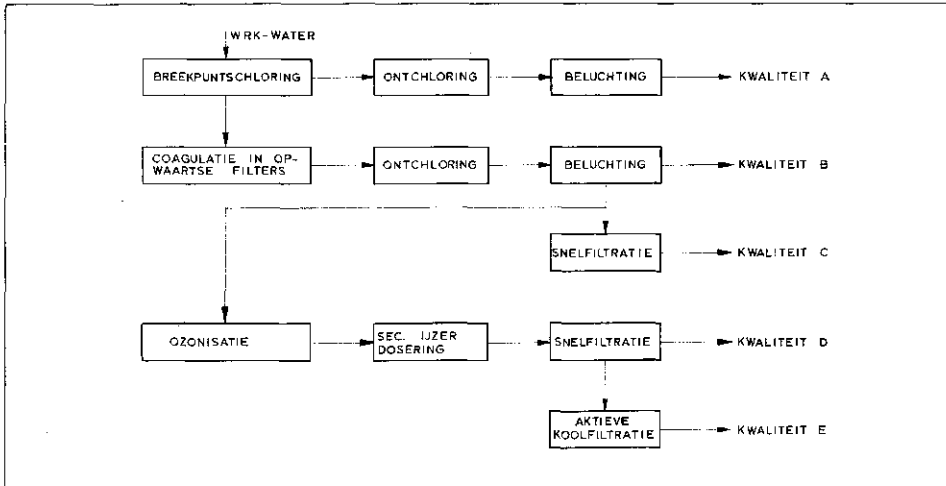 WRK-WATER
BREEKPUNTSCHLORING
ONTCHLORING
BELUCHTING
KWALITEIT A
COAGULATIE IN OP-
WAARTSE FILTERS
ONTCHLORING
BELUCHTING
KWALITEIT B
SNELFILTRATIE
KWALITEIT C
OZONISATIE
SEC. IJZER
DOSERING
SNELFILTRATIE
KWALITEIT D
AKTIEVE
KOOLFILTRATIE
KWALITEIT E